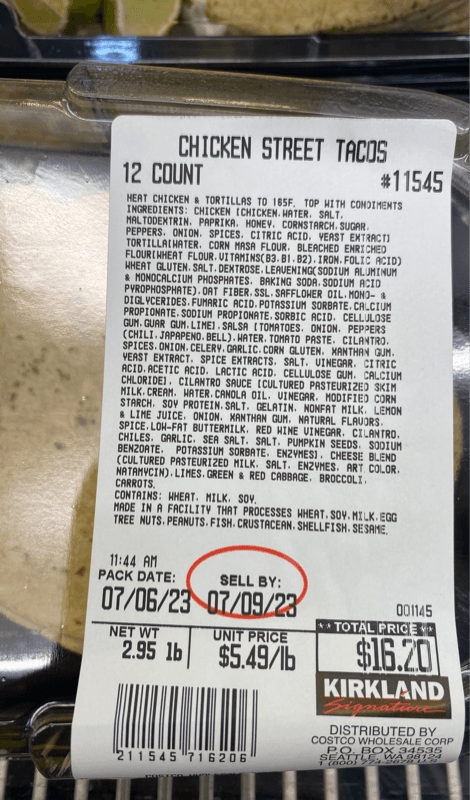 CHICKEN STREET TACOS
12 COUNT
#11545
HEAT CHICKEN & TORTILLAS TO 165F. TOP WITH CONDIMENTS
INGREDIENTS: CHICKEN [CHICKEN, WATER, SALT,
MALTODEXTRIN, PAPRIKA, HONEY, CORNSTARCH, SUGAR,
PEPPERS, ONION, SPICES, CITRIC ACID, YEAST EXTRACT]
TORTILLA[WATER, CORN MASA FLOUR, BLEACHED ENRICHED
FLOUR(WHEAT FLOUR, VITAMINS(B3, B1, B2), IRON, FOLIC ACID)
WHEAT GLUTEN, SALT, DEXTROSE, LEAVENING(SODIUM ALUMINUM
& MONOCALCIUM PHOSPHATES, BAKING SODA, SODIUM ACID
PYROPHOSPHATE), OAT FIBER, SSL, SAFFLOWER OIL, MONO- &
DIGLYCERIDES, FUMARIC ACID, POTASSIUM SORBATE, CALCIUM
PROPIONATE, SODIUM PROPIONATE, SORBIC ACID, CELLULOSE
GUM, GUAR GUM, LIME], SALSA [TOMATOES, ONION, PEPPERS
(CHILI, JAPAPENO, BELL), WATER, TOMATO PASTE, CILANTRO,
SPICES, ONION, CELERY, GARLIC, CORN GLUTEN, XANTHAN GUM,
YEAST EXTRACT, SPICE EXTRACTS, SALT, VINEGAR, CITRIC
ACID, ACETIC ACID, LACTIC ACID, CELLULOSE GUM, CALCIUM
CHLORIDE], CILANTRO SAUCE [CULTURED PASTEURIZED SKIM
MILK, CREAM, WATER, CANOLA OIL, VINEGAR, MODIFIED CORN
STARCH, SOY PROTEIN, SALT, GELATIN, NONFAT MILK, LEMON
& LIME JUICE, ONION, XANTHAN GUM, NATURAL FLAVORS,
SPICE, LOW-FAT BUTTERMILK, RED WINE VINEGAR, CILANTRO,
CHILES, GARLIC, SEA SALT, SALT, PUMPKIN SEEDS, SODIUM
BENZOATE, POTASSIUM SORBATE, ENZYMES], CHEESE BLEND
(CULTURED PASTEURIZED MILK, SALT, ENZYMES, ART COLOR,
NATAMYCIN), LIMES, GREEN & RED CABBAGE, BROCCOLI,
CARROTS.
CONTAINS: WHEAT, MILK, SOY.
MADE IN A FACILITY THAT PROCESSES WHEAT, SOY, MILK, EGG
TREE NUTS, PEANUTS, FISH, CRUSTACEAN, SHELLFISH, SESAME.
11:44 AM
PACK DATE: SELL BY:
07/06/23 07/09/23 001145
NET WT UNIT PRICE **TOTAL PRICE**
2.95 lb $5.49/lb $16.20
KIRKLAND
Signature
211545 716206
DISTRIBUTED BY
COSTCO WHOLESALE CORP
P.O. BOX 34535
SEATTLE, WA 98124
1 (800)